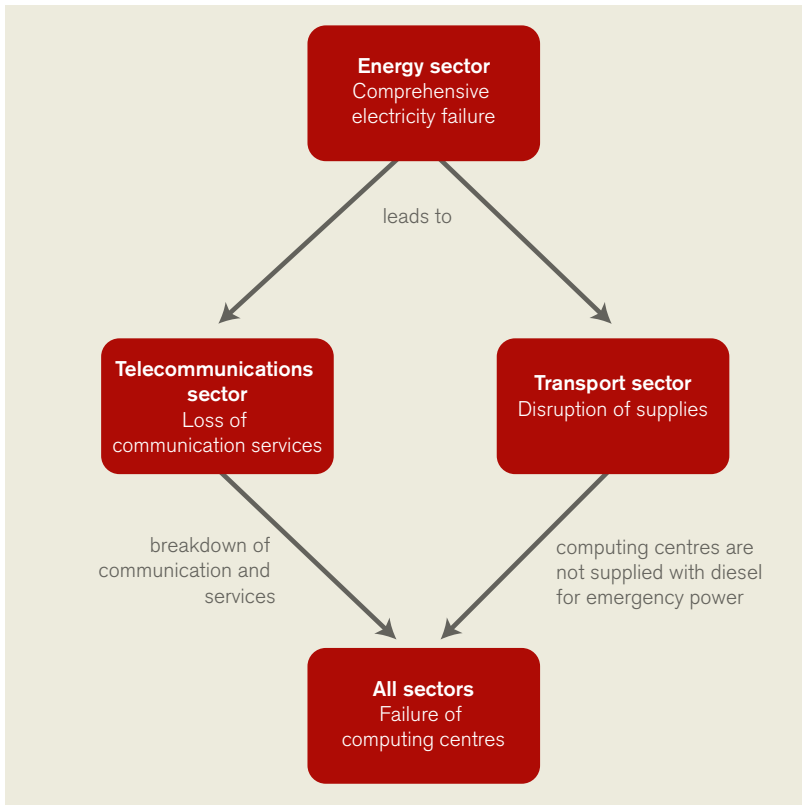 Energy sector
Comprehensive
electricity failure
leads to
Telecommunications
sector
Loss of
communication services
Transport sector
Disruption of supplies
breakdown of
communication and
services
computing centres are
not supplied with diesel
for emergency power
All sectors
Failure of
computing centres